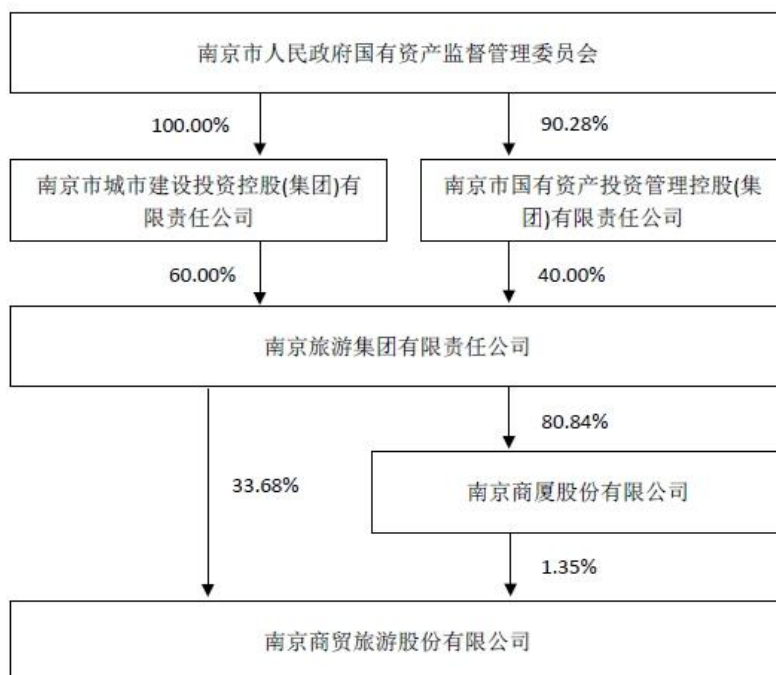 南京市人民政府国有资产监督管理委员会
100.00%
90.28%
南京市城市建设投资控股(集团)有
限责任公司
南京市国有资产投资管理控股(集
团)有限责任公司
60.00%
40.00%
南京旅游集团有限责任公司
80.84%
33.68%
南京商厦股份有限公司
1.35%
南京商贸旅游股份有限公司